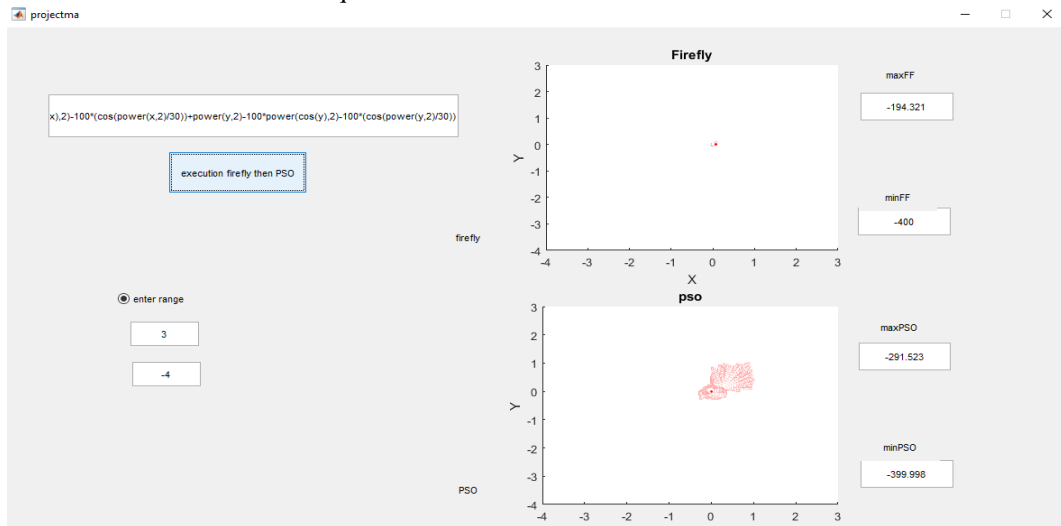 projectma
x),2)-100*(cos(power(x,2)/30))+power(y,2)-100*power(cos(y),2)-100*(cos(power(y,2)/30))
execution firefly then PSO
firefly
enter range
3
-4
PSO
Firefly
3
2
1
0
-1
-2
-3
-4
Y
-4 -3 -2 -1 0 1 2 3
X
maxFF
-194.321
minFF
-400
pso
3
2
1
0
-1
-2
-3
-4
Y
-4 -3 -2 -1 0 1 2 3
maxPSO
-291.523
minPSO
-399.998